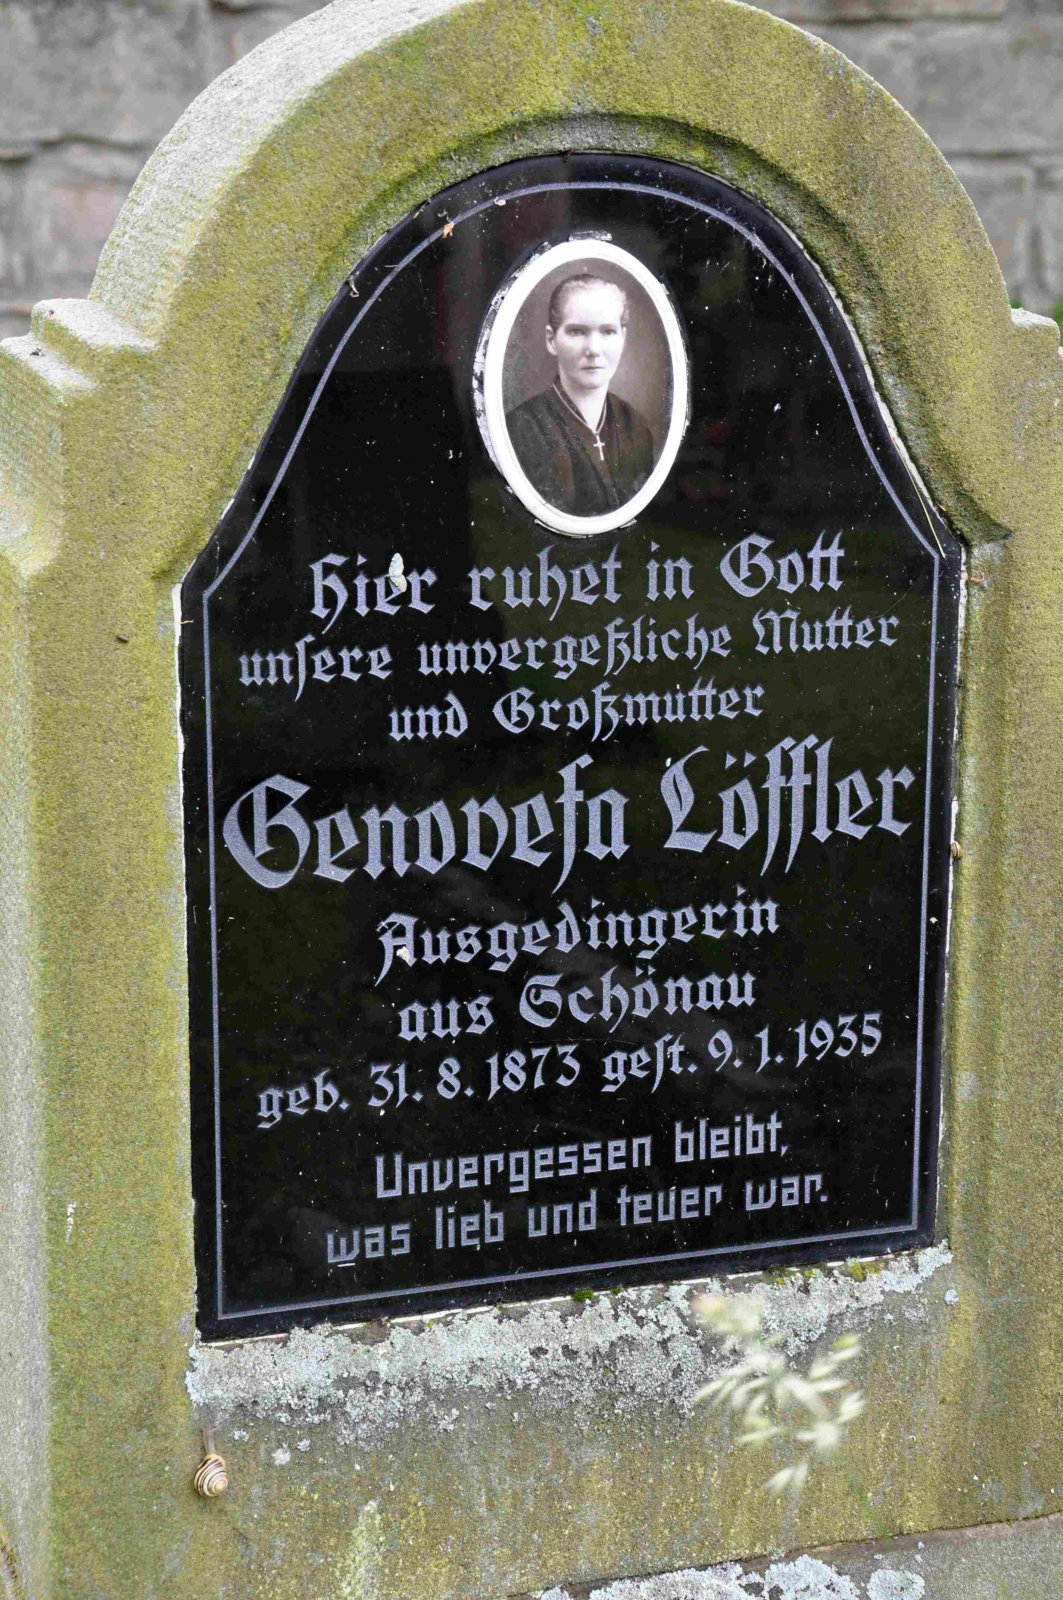 Hier ruhet in Gott
unsere unvergeßliche Mutter
und Großmutter
Genovefa Löffler
Ausgedingerin
aus Schönau
geb. 31. 8. 1873 gest. 9. 1. 1935
Unvergessen bleibt,
was lieb und teuer war.